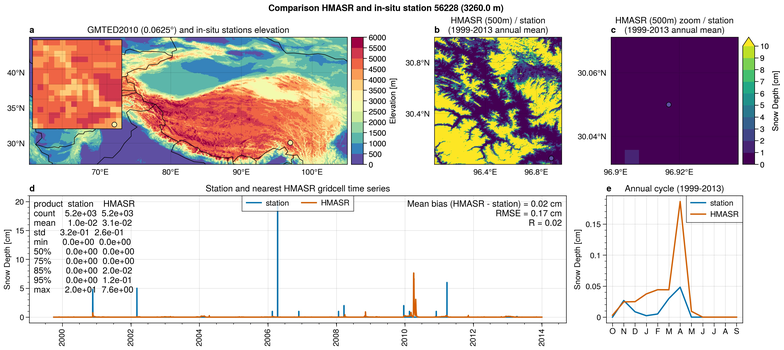 Comparison HMASR and in-situ station 56228 (3260.0 m)
a GMTED2010 (0.0625°) and in-situ stations elevation
40°N
35°N
30°N
70°E 80°E 90°E 100°E
6000
5500
5000
4500
4000
3500
3000
2500
2000
1500
1000
500
0
Elevation [m]
b HMASR (500m) / station
(1999-2013 annual mean)
30.8°N
30.4°N
96.4°E 96.8°E
c HMASR (500m) zoom / station
(1999-2013 annual mean)
30.06°N
30.04°N
96.9°E 96.92°E
10
9
8
7
6
5
4
3
2
1
0
Snow Depth [cm]
d Station and nearest HMASR gridcell time series
product station HMASR
count 5.2e+03 5.2e+03
mean 1.0e-02 3.1e-02
std 3.2e-01 2.6e-01
min 0.0e+00 0.0e+00
50% 0.0e+00 0.0e+00
75% 0.0e+00 0.0e+00
85% 0.0e+00 2.0e-02
95% 0.0e+00 1.2e-01
max 2.0e+01 7.6e+00
station HMASR
Mean bias (HMASR - station) = 0.02 cm
RMSE = 0.17 cm
R = 0.02
Snow Depth [cm]
20
15
10
5
0
2000 2002 2004 2006 2008 2010 2012 2014
e Annual cycle (1999-2013)
station
HMASR
Snow Depth [cm]
0.15
0.1
0.05
0
O N D J F M A M J J A S